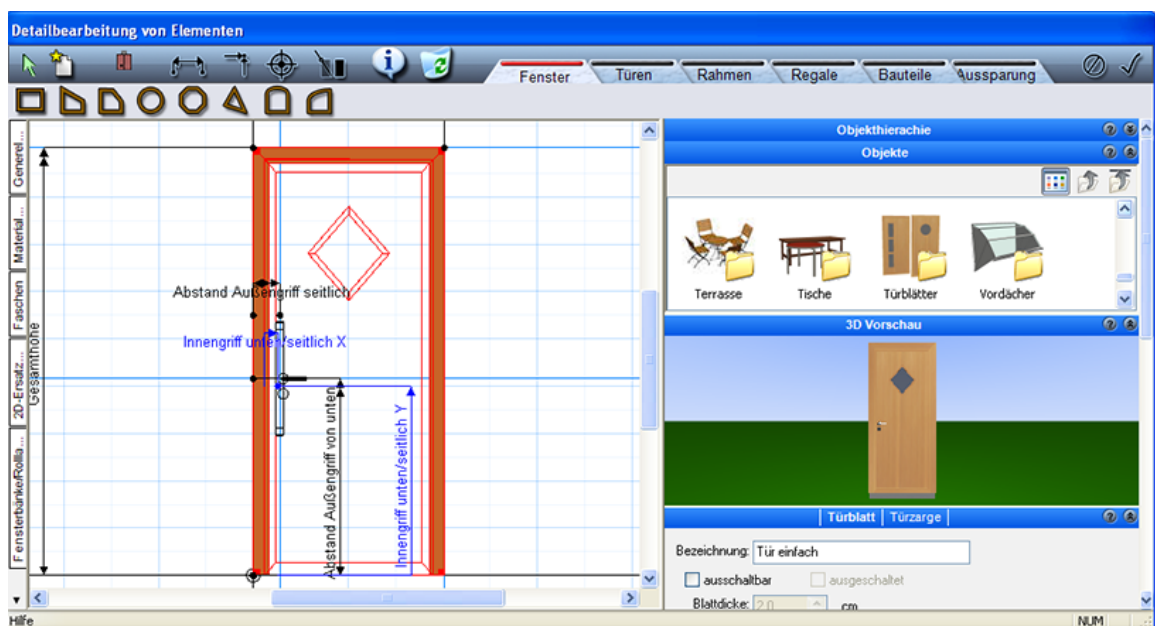 Detailbearbeitung von Elementen
Fenster
Türen
Rahmen
Regale
Bauteile
Aussparung
Generel...
Material...
Faschen
2D-Ersatz...
Fensterbänke/Rolla...
Gesamthöhe
Abstand Außengriff seitlich
Innengriff unten/seitlich X
Abstand Außengriff von unten
Innengriff unten/seitlich Y
Objekthierachie
Objekte
Terrasse
Tische
Türblätter
Vordächer
3D Vorschau
Türblatt | Türzarge |
Bezeichnung: Tür einfach
ausschaltbar
ausgeschaltet
Blattdicke: 2.0 cm
Hilfe
NUM